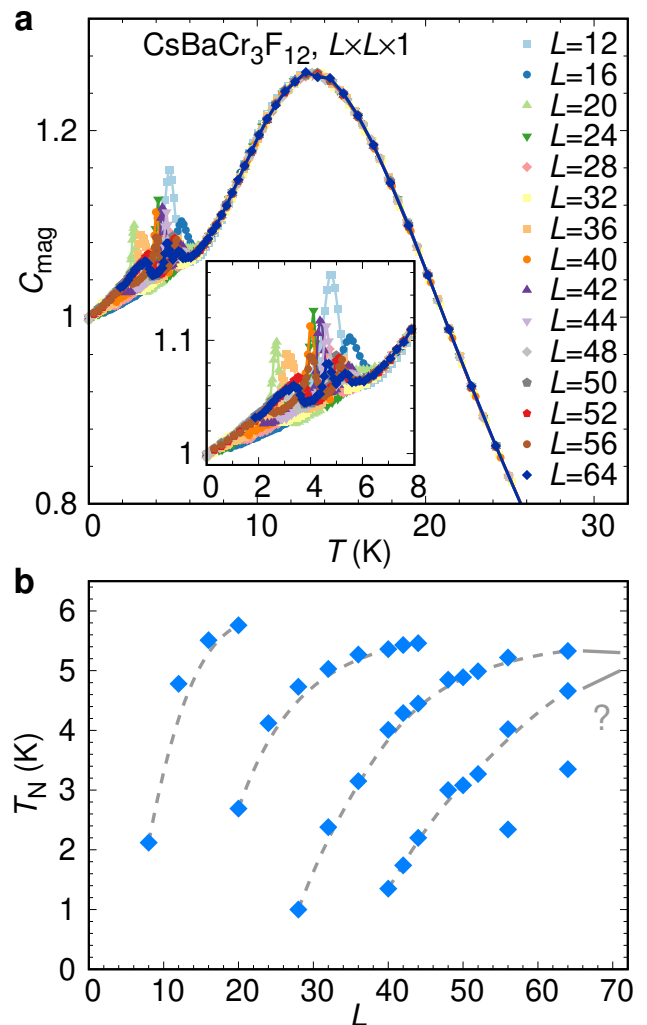 a
CsBaCr₃F₁₂, L×L×1
L=12
L=16
L=20
L=24
L=28
L=32
L=36
L=40
L=42
L=44
L=48
L=50
L=52
L=56
L=64
1.2
1
0.8
C_mag
1.1
1
0 2 4 6 8
0 10 20 30
T (K)
b
6
5
4
3
2
1
0
T_N (K)
?
0 10 20 30 40 50 60 70
L